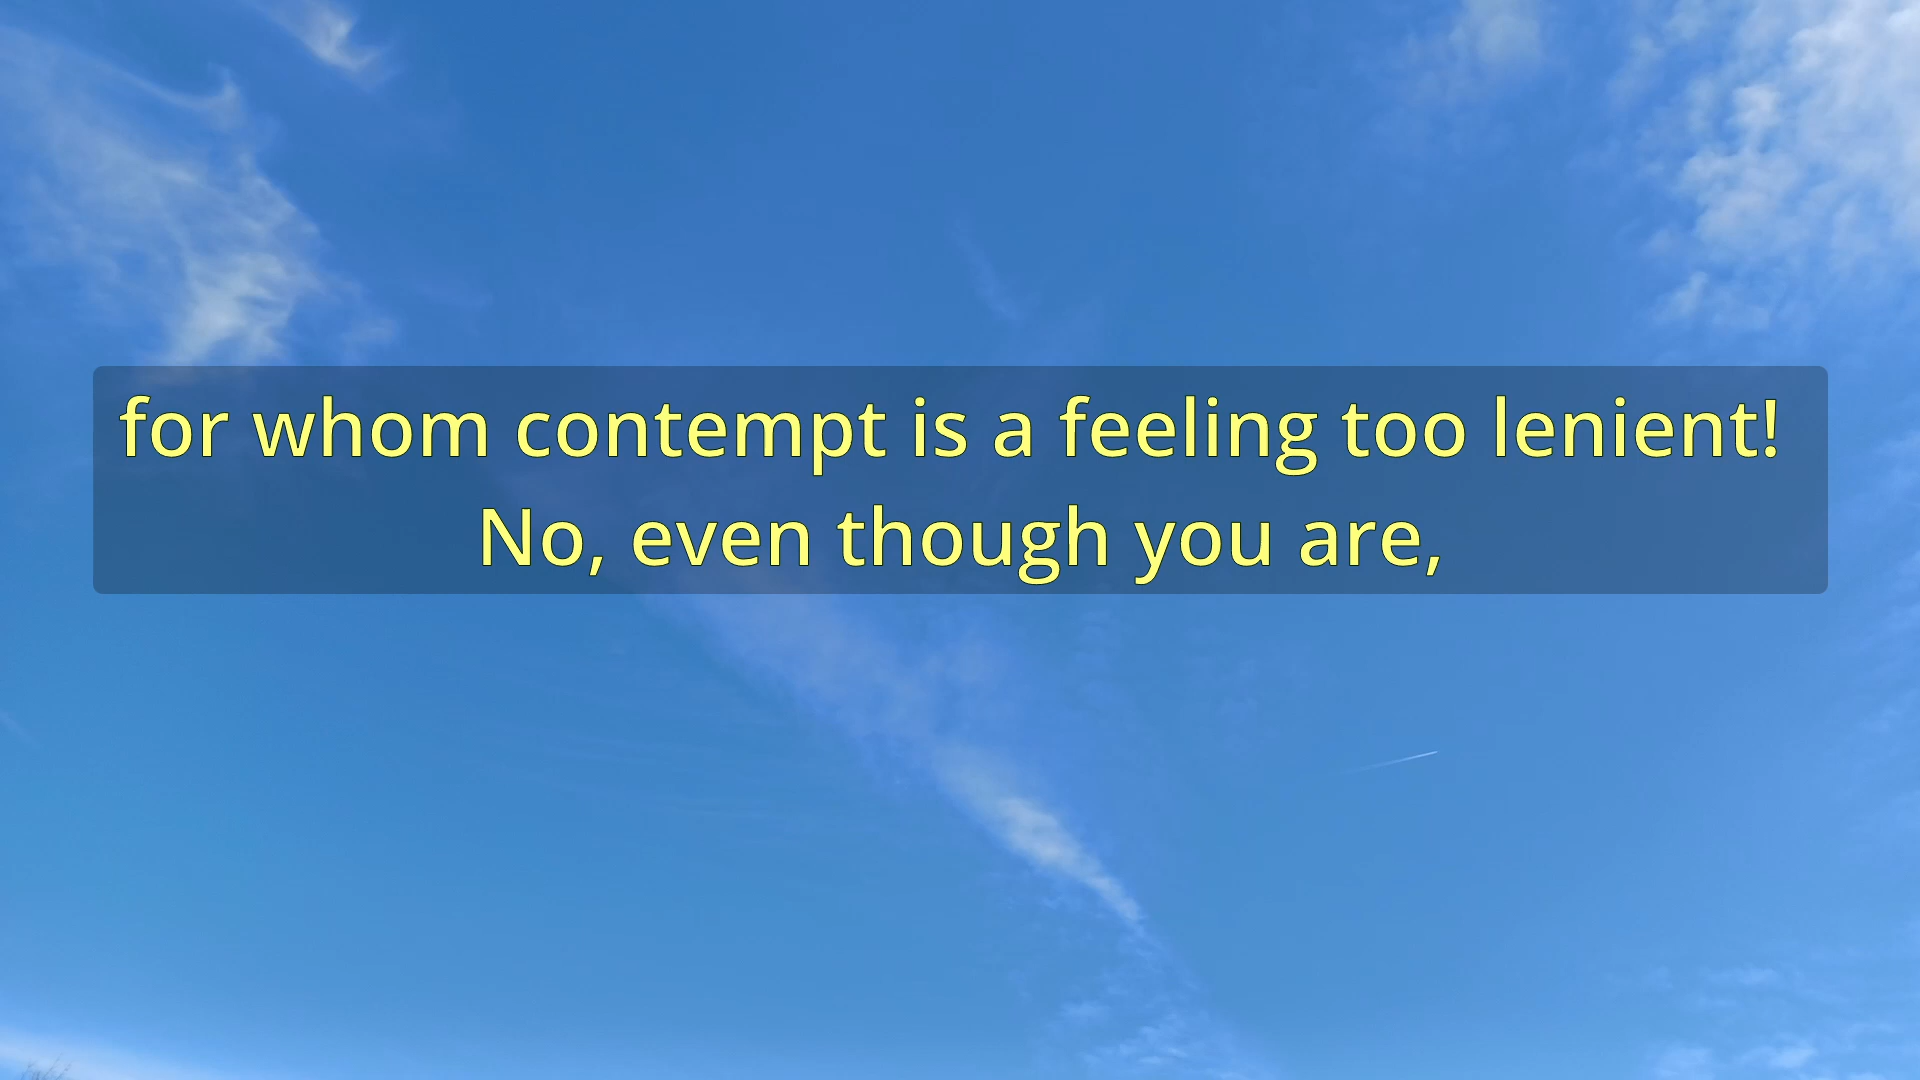 for whom contempt is a feeling too lenient!
No, even though you are,